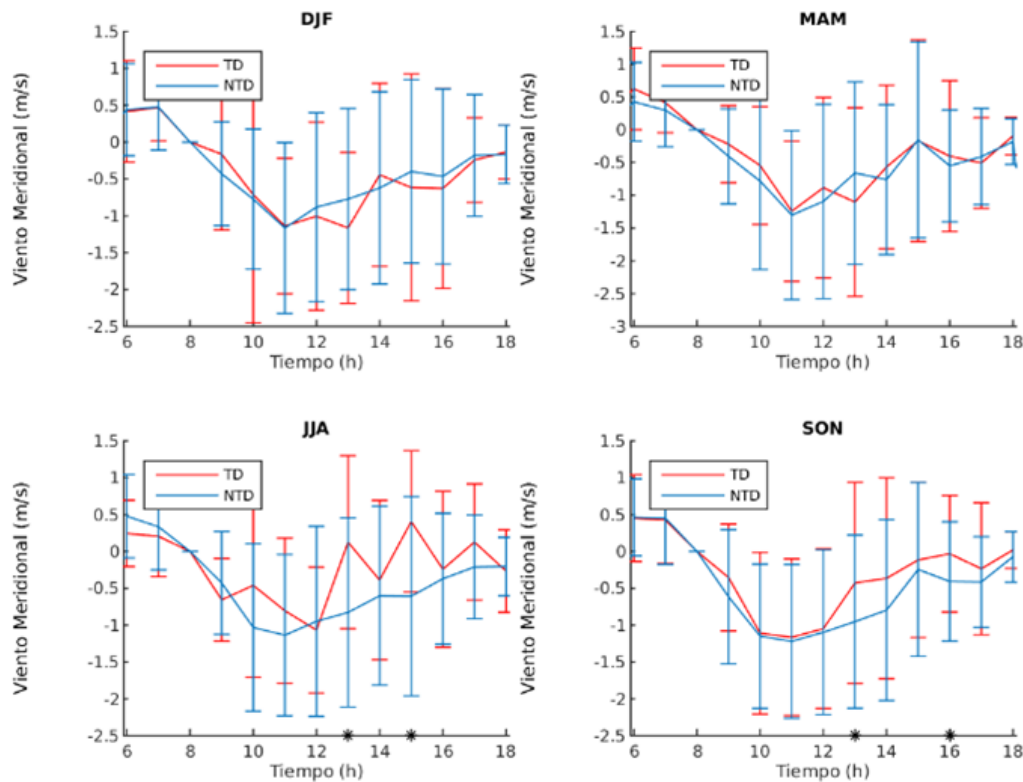 DJF
Viento Meridional (m/s)
1.5
1
0.5
0
-0.5
-1
-1.5
-2
-2.5
TD
NTD
6 8 10 12 14 16 18
Tiempo (h)
MAM
Viento Meridional (m/s)
1.5
1
0.5
0
-0.5
-1
-1.5
-2
-2.5
-3
TD
NTD
6 8 10 12 14 16 18
Tiempo (h)
JJA
Viento Meridional (m/s)
1.5
1
0.5
0
-0.5
-1
-1.5
-2
-2.5
TD
NTD
* *
6 8 10 12 14 16 18
Tiempo (h)
SON
Viento Meridional (m/s)
1.5
1
0.5
0
-0.5
-1
-1.5
-2
-2.5
TD
NTD
* *
6 8 10 12 14 16 18
Tiempo (h)